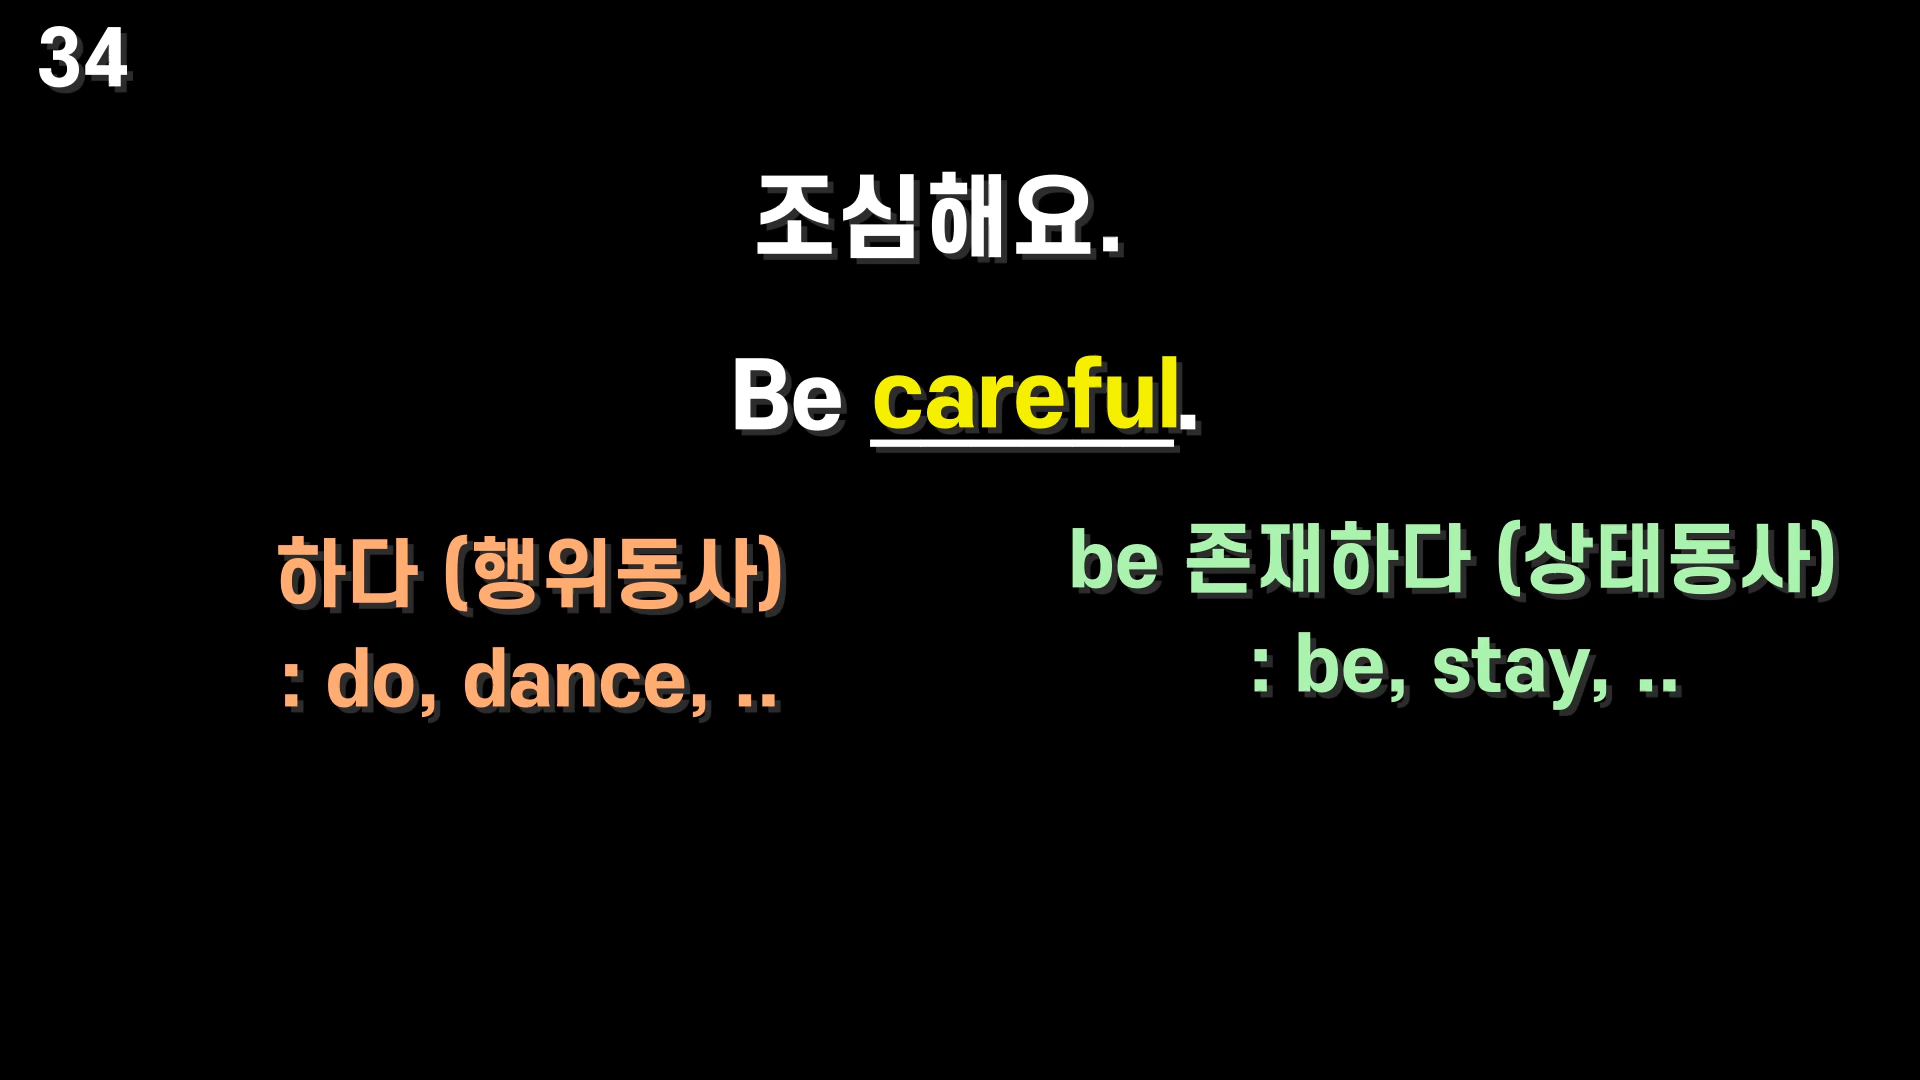 34
조심해요.
Be careful.
하다 (행위동사)
: do, dance, ..
be 존재하다 (상태동사)
: be, stay, ..